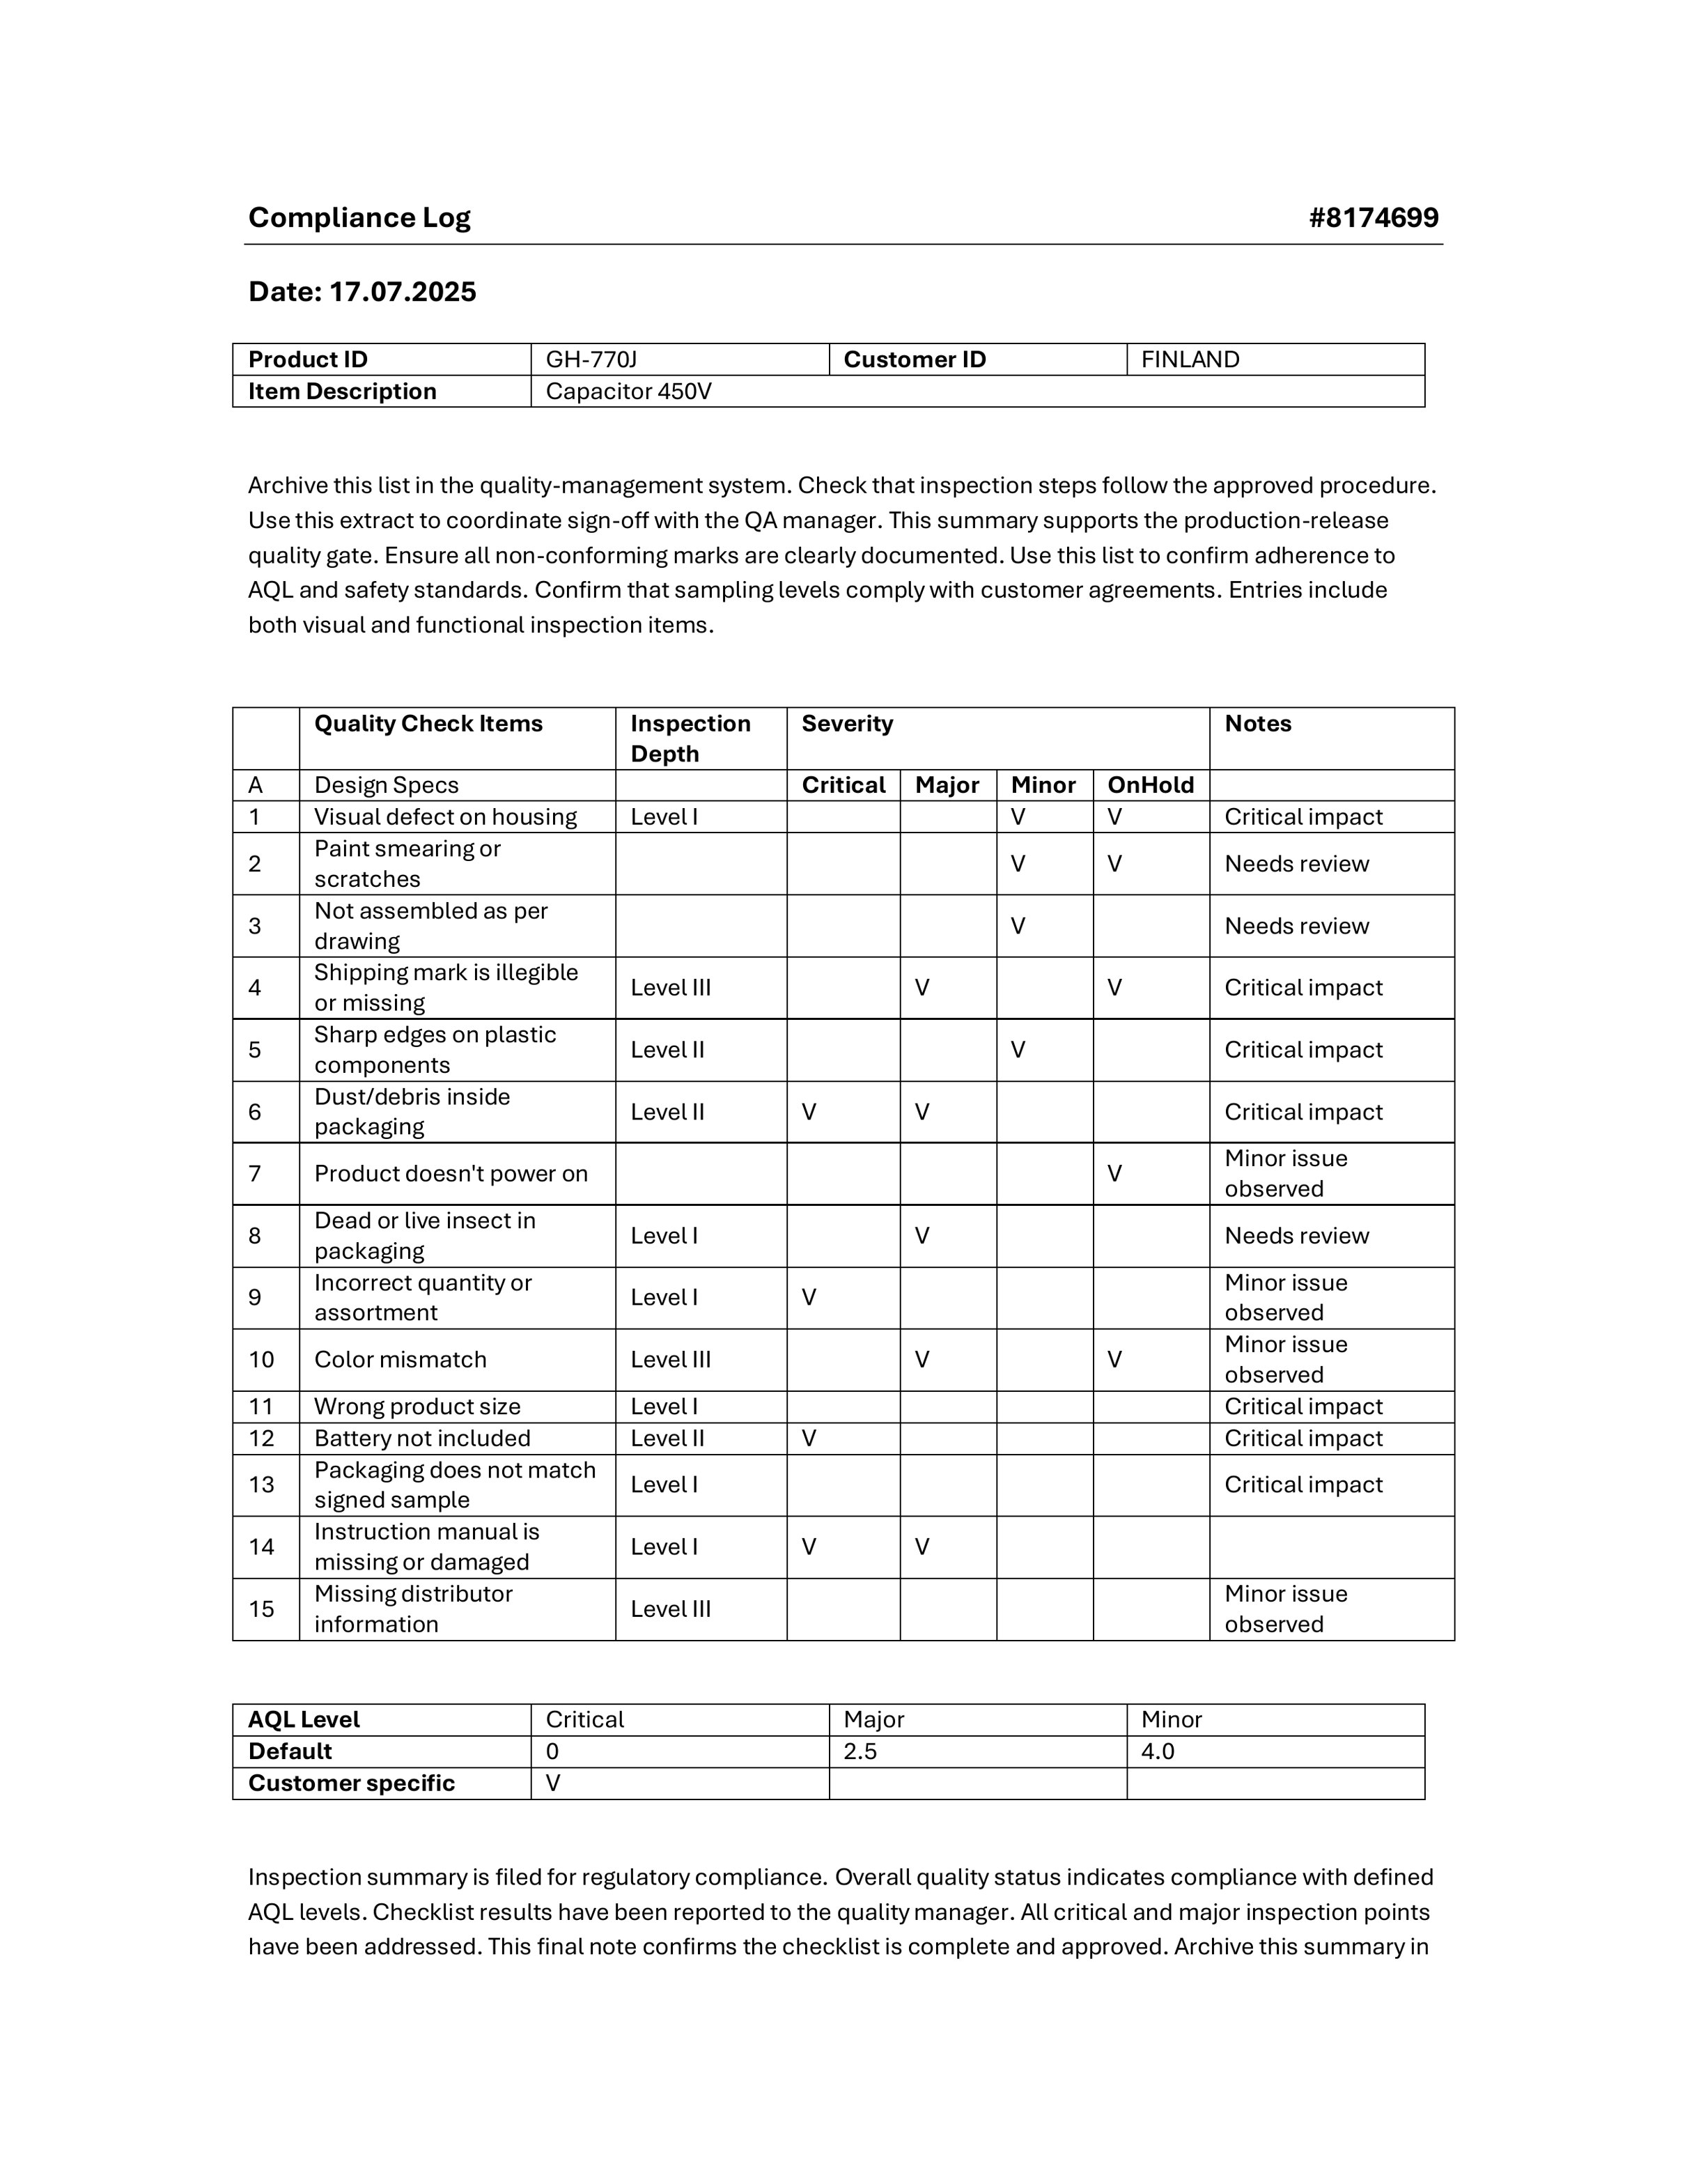 Compliance Log #8174699
Date: 17.07.2025
Product ID GH-770J Customer ID FINLAND
Item Description Capacitor 450V
Archive this list in the quality-management system. Check that inspection steps follow the approved procedure.
Use this extract to coordinate sign-off with the QA manager. This summary supports the production-release
quality gate. Ensure all non-conforming marks are clearly documented. Use this list to confirm adherence to
AQL and safety standards. Confirm that sampling levels comply with customer agreements. Entries include
both visual and functional inspection items.
Quality Check Items Inspection Severity Notes
Depth
A Design Specs Critical Major Minor OnHold
1 Visual defect on housing Level I V V Critical impact
Paint smearing or
2 V V Needs review
scratches
Not assembled as per
3 V Needs review
drawing
Shipping mark is illegible
4 Level III V V Critical impact
or missing
Sharp edges on plastic
5 Level II V Critical impact
components
Dust/debris inside
6 Level II V V Critical impact
packaging
Minor issue
7 Product doesn't power on V
observed
Dead or live insect in
8 Level I V Needs review
packaging
Incorrect quantity or Minor issue
9 Level I V
assortment observed
Minor issue
10 Color mismatch Level III V V
observed
11 Wrong product size Level I Critical impact
12 Battery not included Level II V Critical impact
Packaging does not match
13 Level I Critical impact
signed sample
Instruction manual is
14 Level I V V
missing or damaged
Missing distributor Minor issue
15 Level III
information observed
AQL Level Critical Major Minor
Default 0 2.5 4.0
Customer specific V
Inspection summary is filed for regulatory compliance. Overall quality status indicates compliance with defined
AQL levels. Checklist results have been reported to the quality manager. All critical and major inspection points
have been addressed. This final note confirms the checklist is complete and approved. Archive this summary in